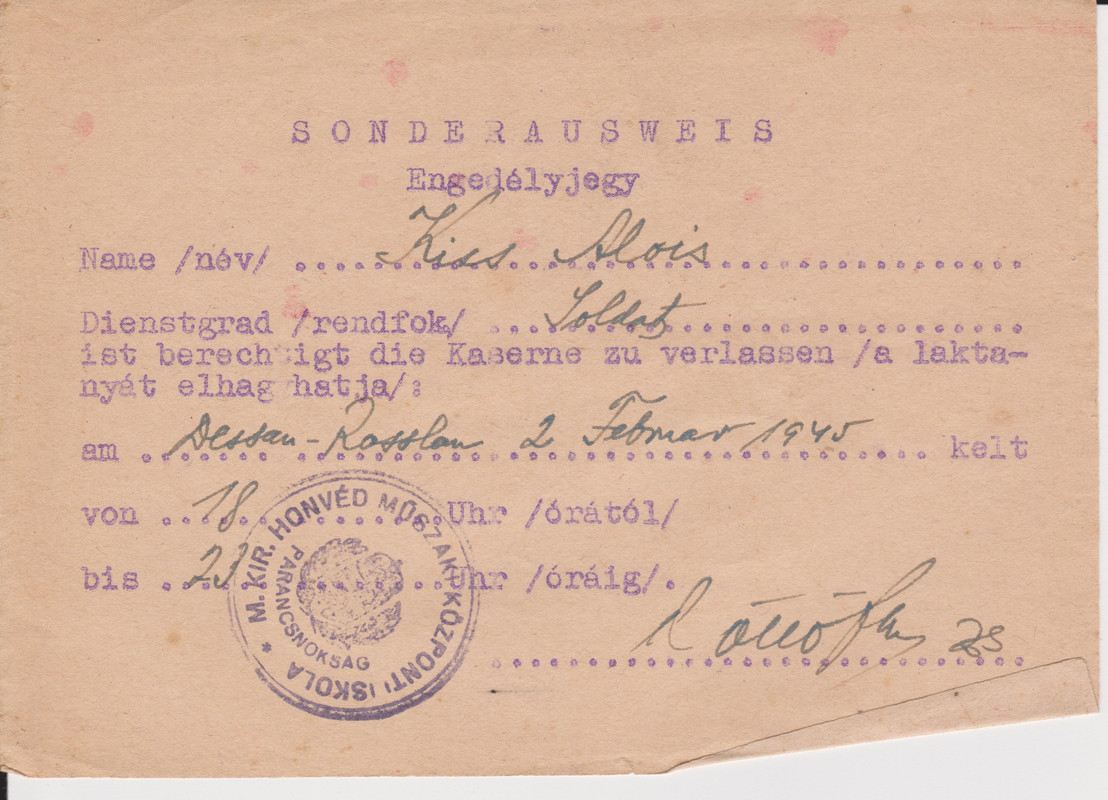 SONDERAUSWEIS
Engedélyjegy
Name /név/ ..... Kiss Alois .....
Dienstgrad /rendfok/ ..... Soldat .....
ist berechtigt die Kaserne zu verlassen /a lakta-
nyát elhagyhatja/:
am ..... Dessau-Rosslau 2 Februar 1945 ..... kelt
von ... 18 ..... Uhr /órától/
bis ... 23 ..... Uhr /óráig/.
* M. KIR. HONVÉD MŰSZAKI KÖZPONTI ISKOLA
PARANCSNOKSÁG